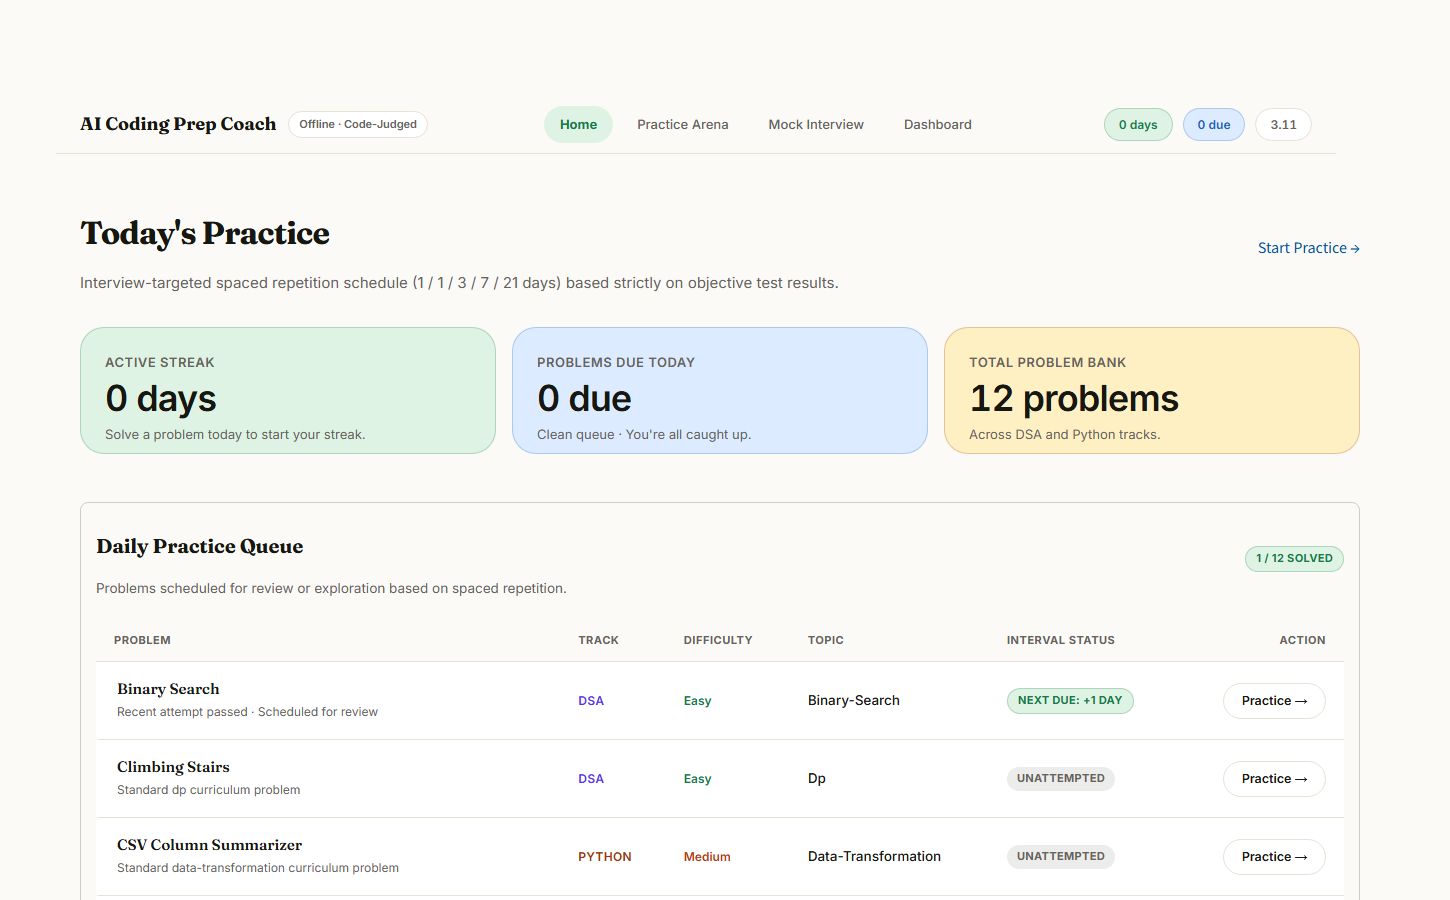 AI Coding Prep Coach
Offline · Code-Judged
Home
Practice Arena
Mock Interview
Dashboard
0 days
0 due
3.11
Today's Practice
Start Practice →
Interview-targeted spaced repetition schedule (1 / 1 / 3 / 7 / 21 days) based strictly on objective test results.
ACTIVE STREAK
0 days
Solve a problem today to start your streak.
PROBLEMS DUE TODAY
0 due
Clean queue · You're all caught up.
TOTAL PROBLEM BANK
12 problems
Across DSA and Python tracks.
Daily Practice Queue
1 / 12 SOLVED
Problems scheduled for review or exploration based on spaced repetition.
PROBLEM TRACK DIFFICULTY TOPIC INTERVAL STATUS ACTION
Binary Search
Recent attempt passed · Scheduled for review
DSA Easy Binary-Search NEXT DUE: +1 DAY Practice →
Climbing Stairs
Standard dp curriculum problem
DSA Easy Dp UNATTEMPTED Practice →
CSV Column Summarizer
Standard data-transformation curriculum problem
PYTHON Medium Data-Transformation UNATTEMPTED Practice →